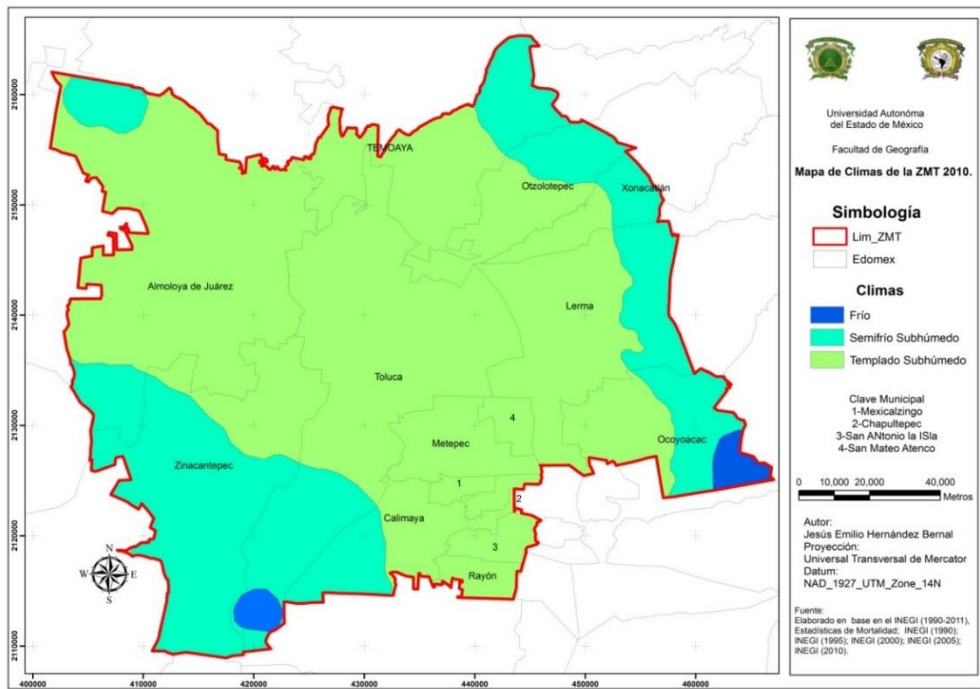 TEMOAYA
Otzolotepec
Xonacatlán
Almoloya de Juárez
Lerma
Toluca
4
Metepec
Ocoyoacac
Zinacantepec
1
2
Calimaya
3
Rayón
N
W E
S
2160000
2150000
2140000
2130000
2120000
2110000
400000 410000 420000 430000 440000 450000 460000
Universidad Autonóma
del Estado de México
Facultad de Geografía
Mapa de Climas de la ZMT 2010.
Simbología
Lim_ZMT
Edomex
Climas
Frío
Semifrío Subhúmedo
Templado Subhúmedo
Clave Municipal
1-Mexicalzingo
2-Chapultepec
3-San ANtonio la ISla
4-San Mateo Atenco
0 10,000 20,000 40,000
Metros
Autor:
Jesús Emilio Hernández Bernal
Proyección:
Universal Transversal de Mercator
Datum:
NAD_1927_UTM_Zone_14N
Fuente:
Elaborado en base en el INEGI (1990-2011),
Estadísticas de Mortalidad; INEGI (1990);
INEGI (1995); INEGI (2000); INEGI (2005);
INEGI (2010).